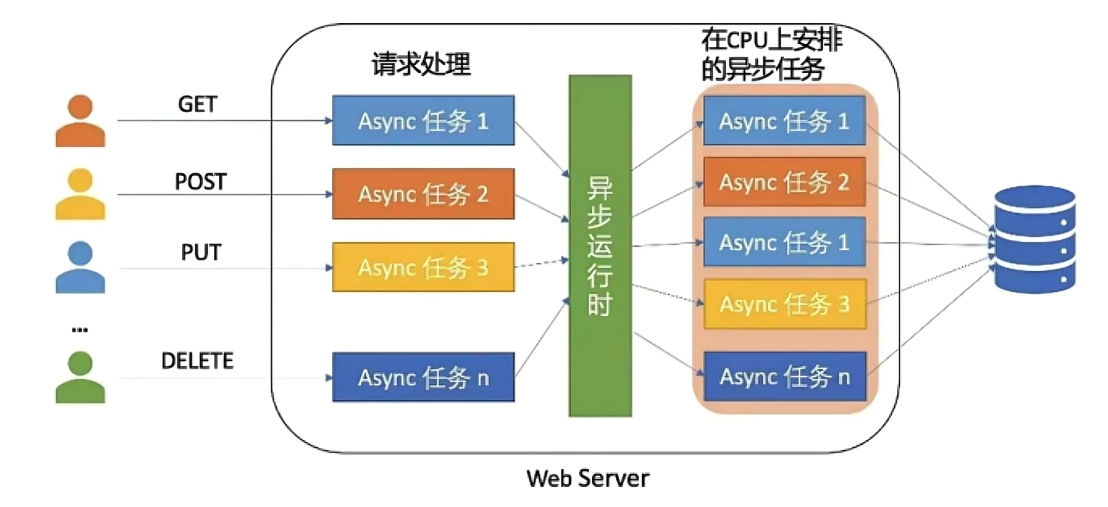 请求处理
在CPU上安排
的异步任务
GET
Async 任务 1
Async 任务 1
POST
Async 任务 2
Async 任务 2
异步运行时
PUT
Async 任务 3
Async 任务 1
Async 任务 3
...
DELETE
Async 任务 n
Async 任务 n
Web Server